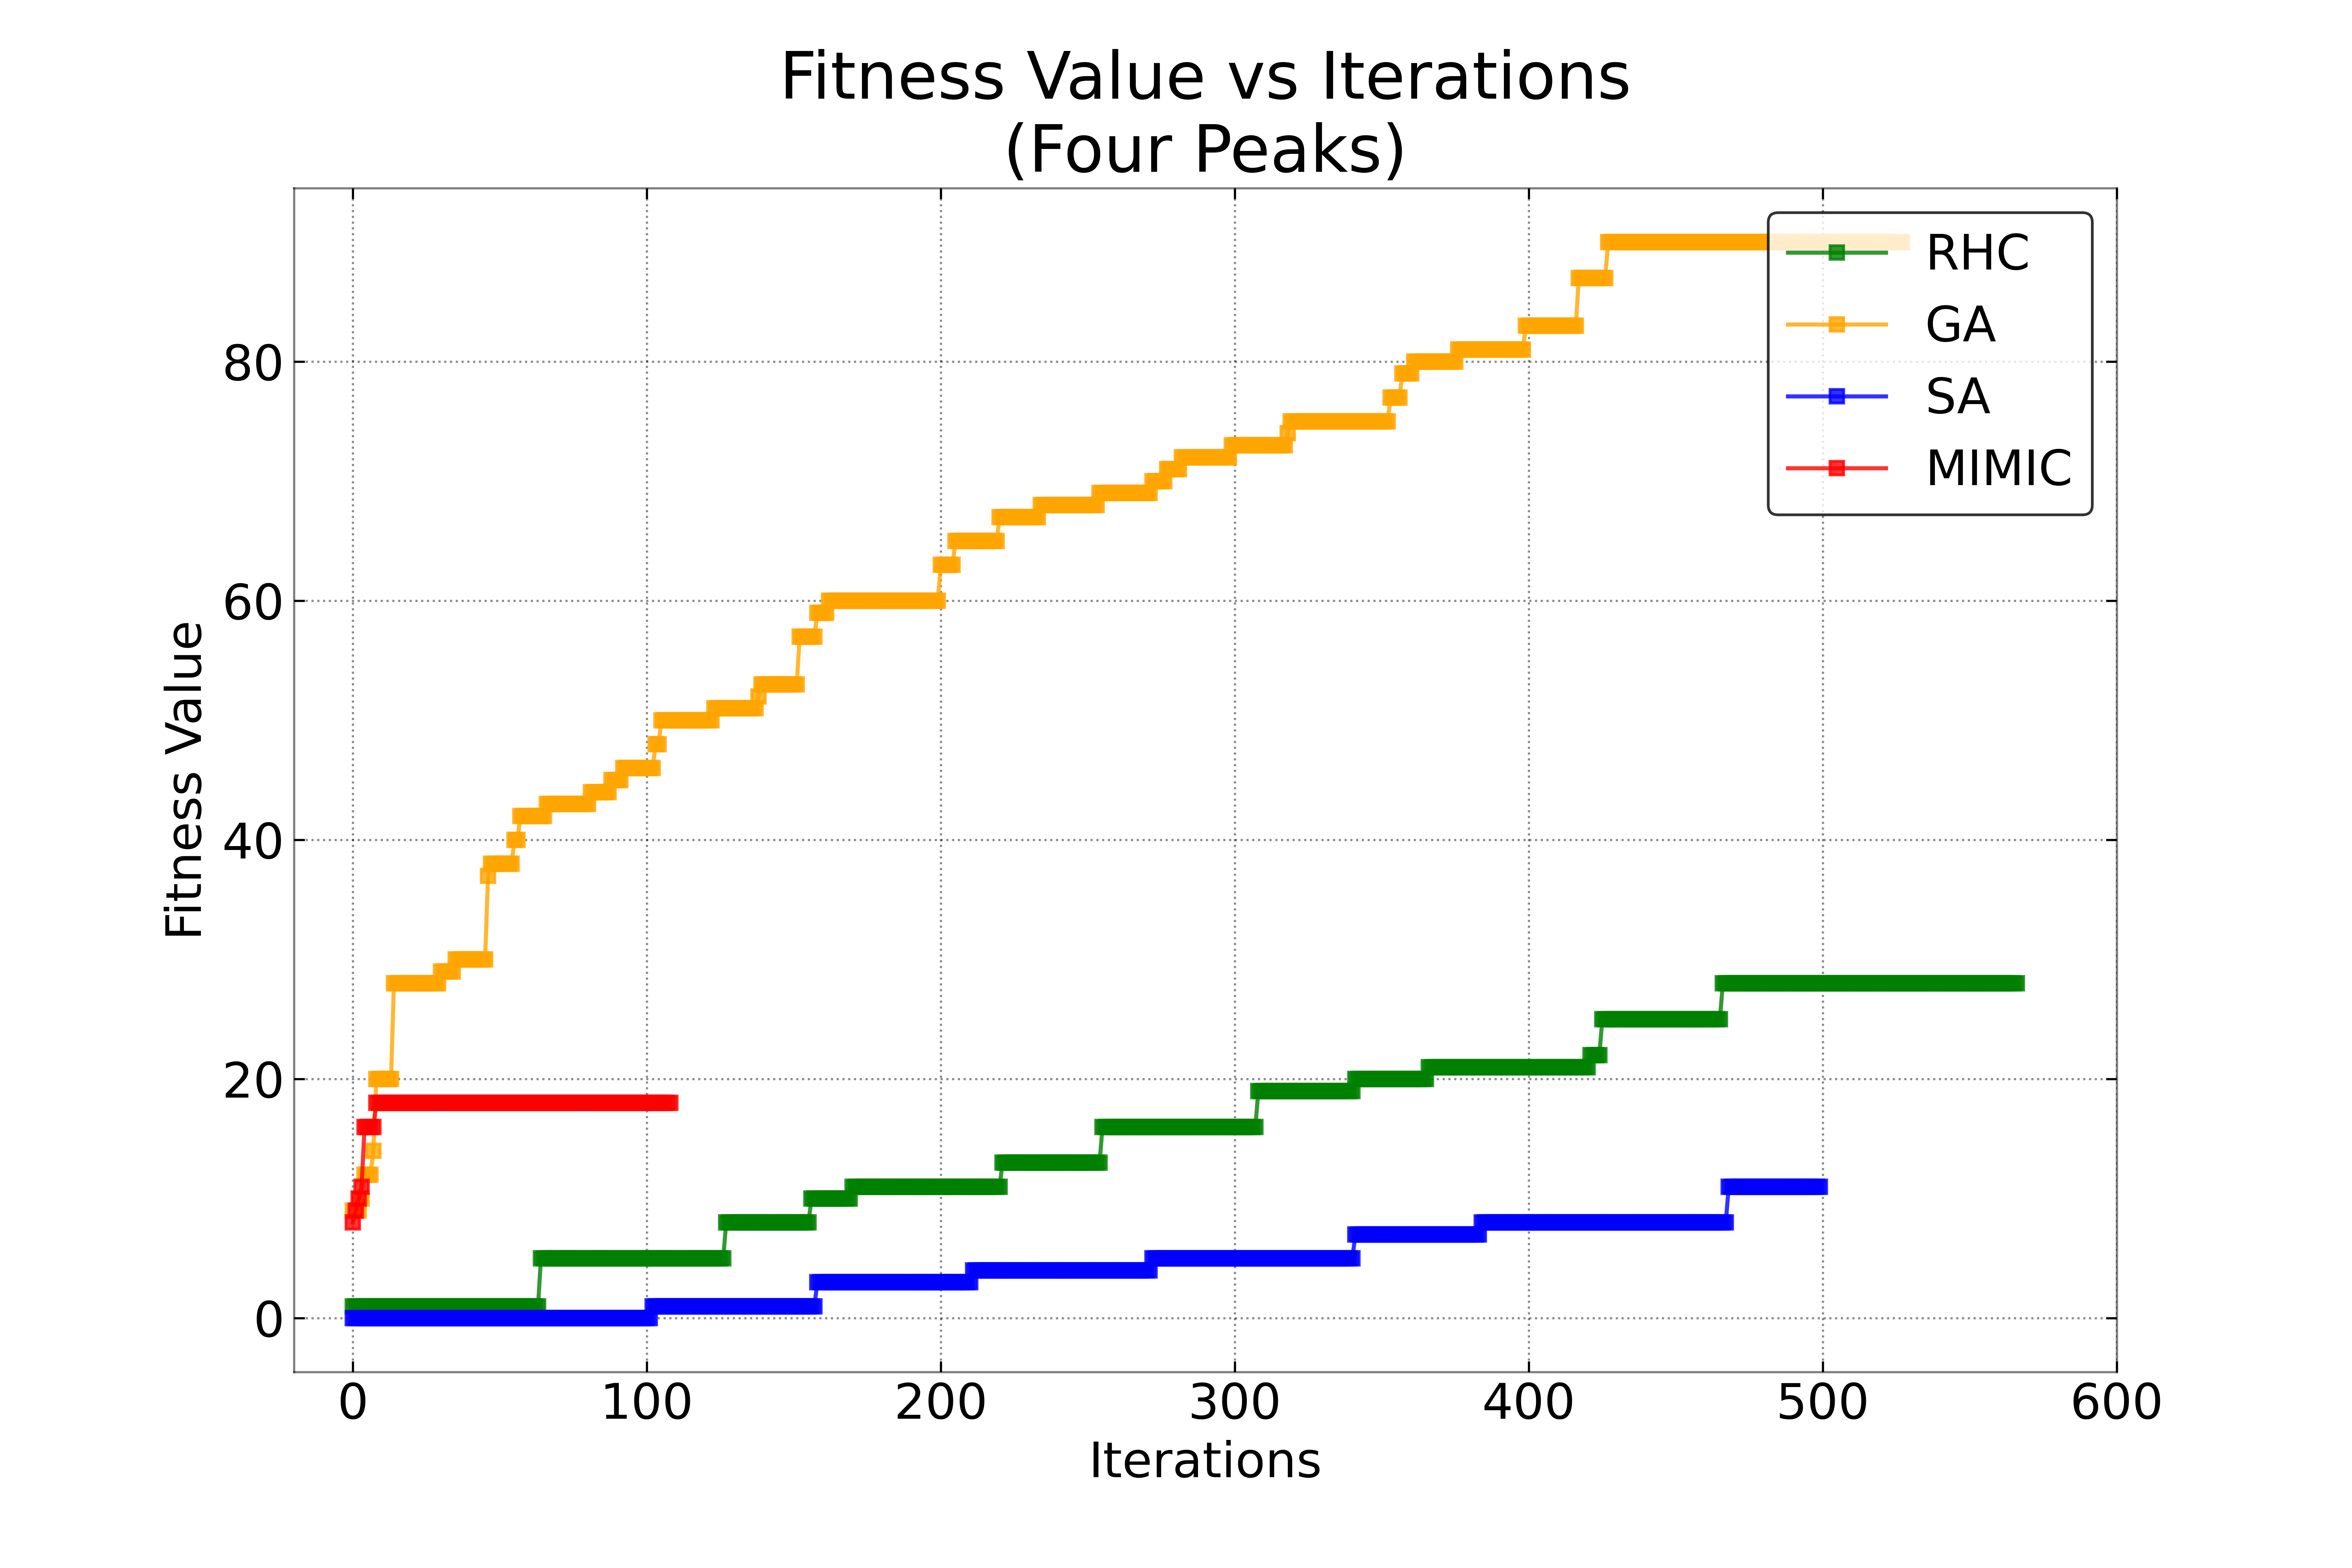 Fitness Value vs Iterations
(Four Peaks)
RHC
GA
SA
MIMIC
Fitness Value
80
60
40
20
0
0 100 200 300 400 500 600
Iterations